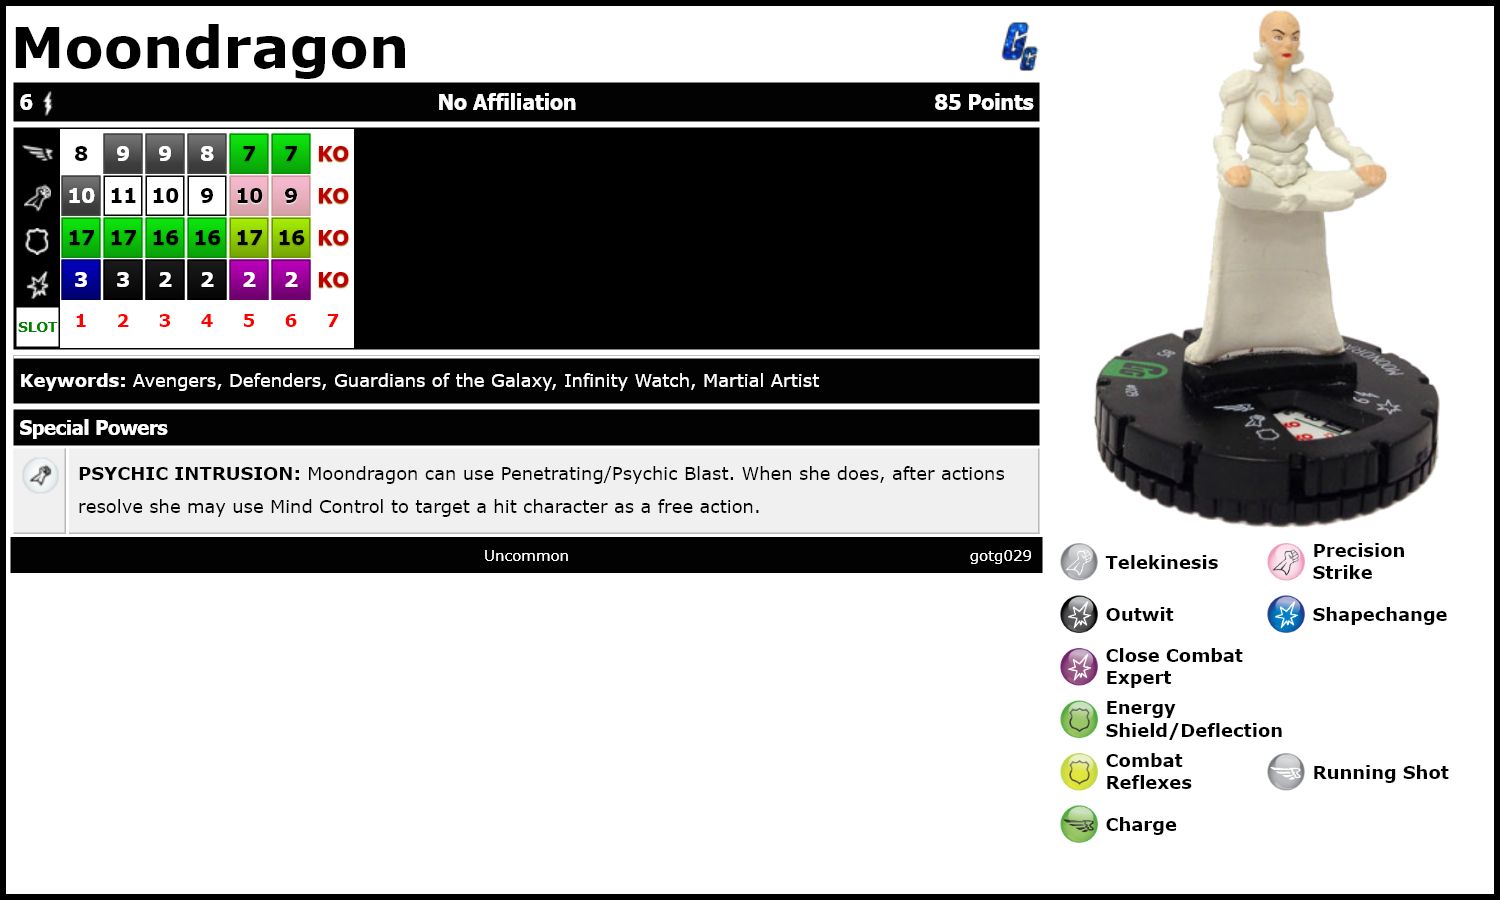 Moondragon
GG
6 No Affiliation 85 Points
8 9 9 8 7 7 KO
10 11 10 9 10 9 KO
17 17 16 16 17 16 KO
3 3 2 2 2 2 KO
SLOT 1 2 3 4 5 6 7
Keywords: Avengers, Defenders, Guardians of the Galaxy, Infinity Watch, Martial Artist
Special Powers
PSYCHIC INTRUSION: Moondragon can use Penetrating/Psychic Blast. When she does, after actions
resolve she may use Mind Control to target a hit character as a free action.
Uncommon gotg029
#029
Telekinesis
Precision
Strike
Outwit
Shapechange
Close Combat
Expert
Energy
Shield/Deflection
Combat
Reflexes
Running Shot
Charge